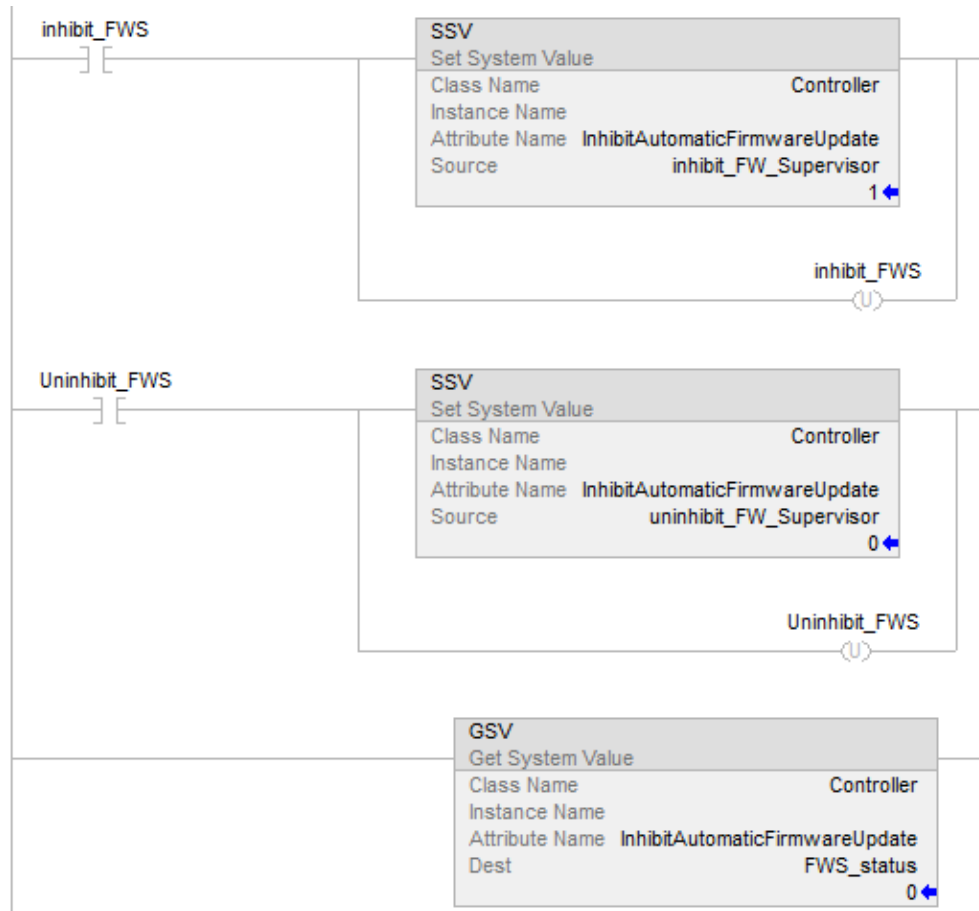 inhibit_FWS
SSV
Set System Value
Class Name Controller
Instance Name
Attribute Name InhibitAutomaticFirmwareUpdate
Source inhibit_FW_Supervisor
1
inhibit_FWS
U
Uninhibit_FWS
SSV
Set System Value
Class Name Controller
Instance Name
Attribute Name InhibitAutomaticFirmwareUpdate
Source uninhibit_FW_Supervisor
0
Uninhibit_FWS
U
GSV
Get System Value
Class Name Controller
Instance Name
Attribute Name InhibitAutomaticFirmwareUpdate
Dest FWS_status
0